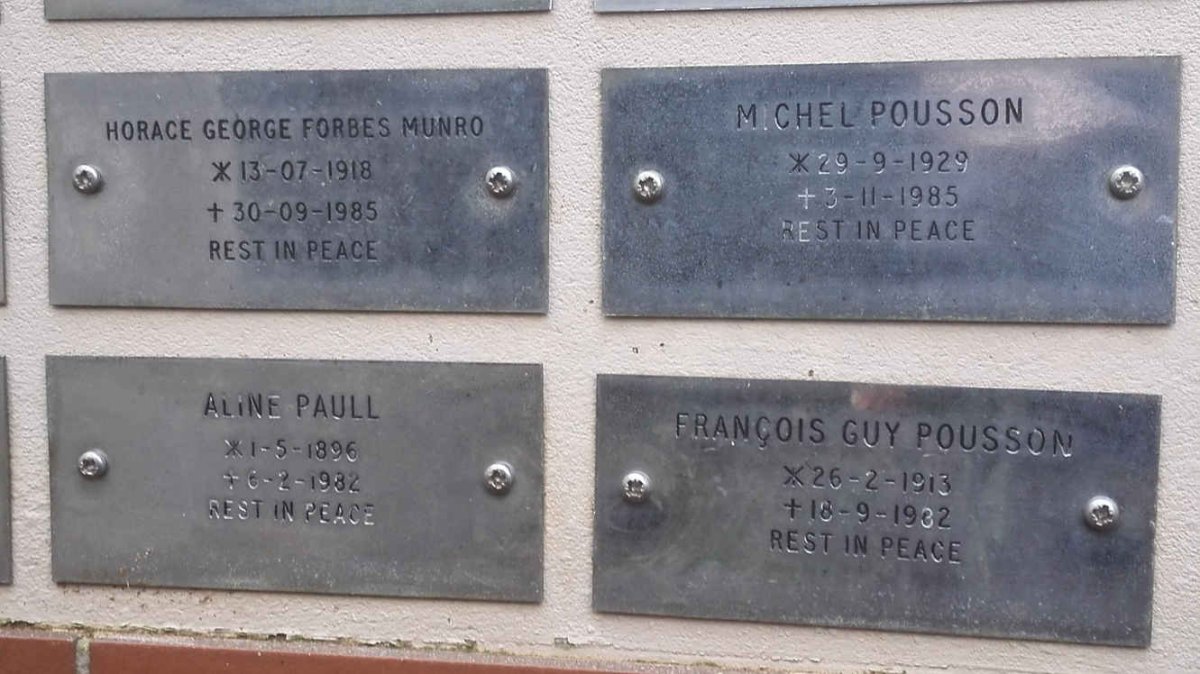 HORACE GEORGE FORBES MUNRO
* 13-07-1918
† 30-09-1985
REST IN PEACE
MICHEL POUSSON
* 29-9-1929
† 3-11-1985
REST IN PEACE
ALINE PAULL
* 1-5-1896
† 6-2-1982
REST IN PEACE
FRANÇOIS GUY POUSSON
* 26-2-1913
† 18-9-1982
REST IN PEACE